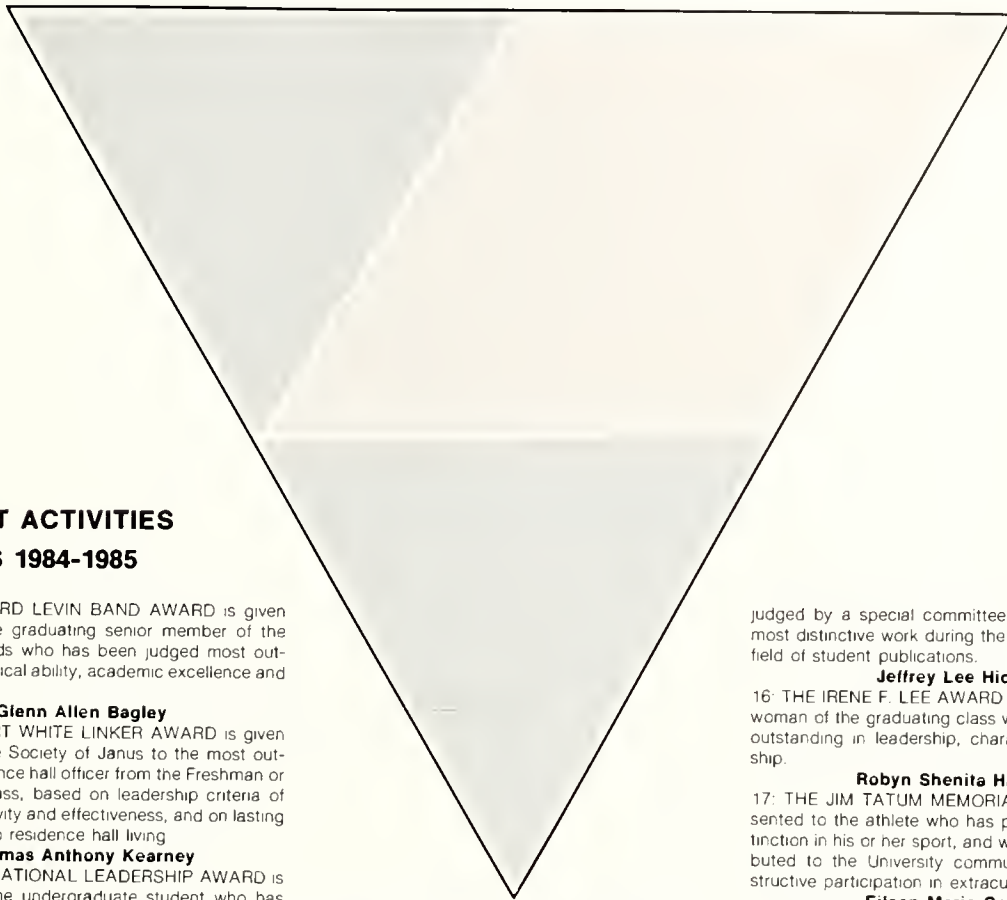 T ACTIVITIES
S 1984-1985
RD LEVIN BAND AWARD is given
e graduating senior member of the
ds who has been judged most out-
ical ability, academic excellence and
Glenn Allen Bagley
T WHITE LINKER AWARD is given
e Society of Janus to the most out-
nce hall officer from the Freshman or
ass, based on leadership criteria of
vity and effectiveness, and on lasting
o residence hall living
mas Anthony Kearney
ATIONAL LEADERSHIP AWARD is
ne undergraduate student who has
judged by a special committee
most distinctive work during the
field of student publications.
Jeffrey Lee Hic
16: THE IRENE F. LEE AWARD
woman of the graduating class w
outstanding in leadership, chara
ship.
Robyn Shenita H
17: THE JIM TATUM MEMORIA
sented to the athlete who has p
tinction in his or her sport, and w
buted to the University commu
structive participation in extracu